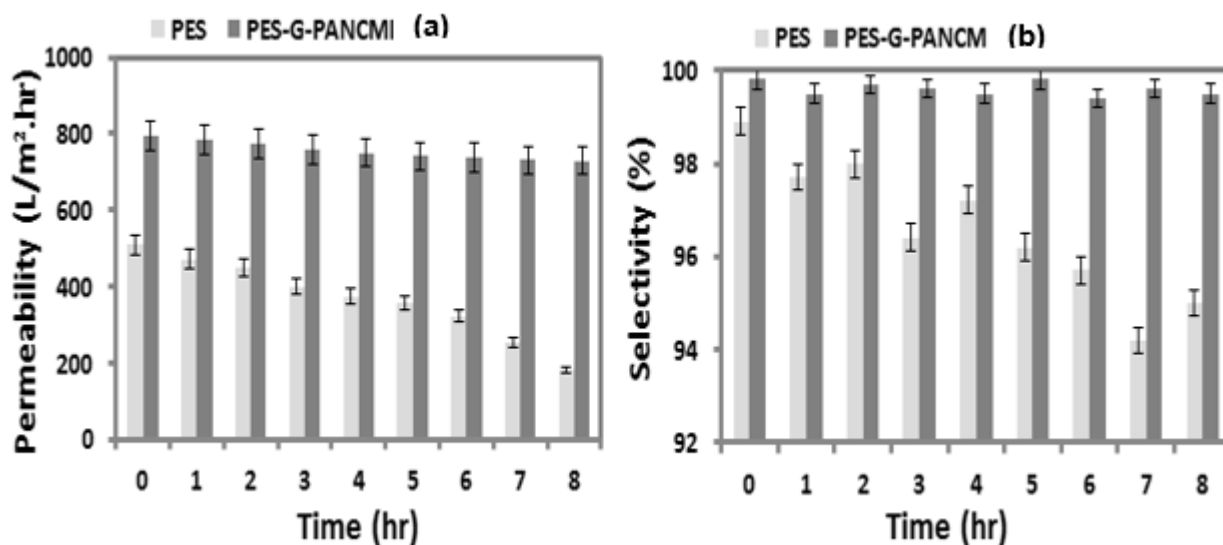 PES PES-G-PANCMI (a)
Permeability (L/m².hr)
1000
800
600
400
200
0
0 1 2 3 4 5 6 7 8
Time (hr)
PES PES-G-PANCM (b)
Selectivity (%)
100
98
96
94
92
0 1 2 3 4 5 6 7 8
Time (hr)